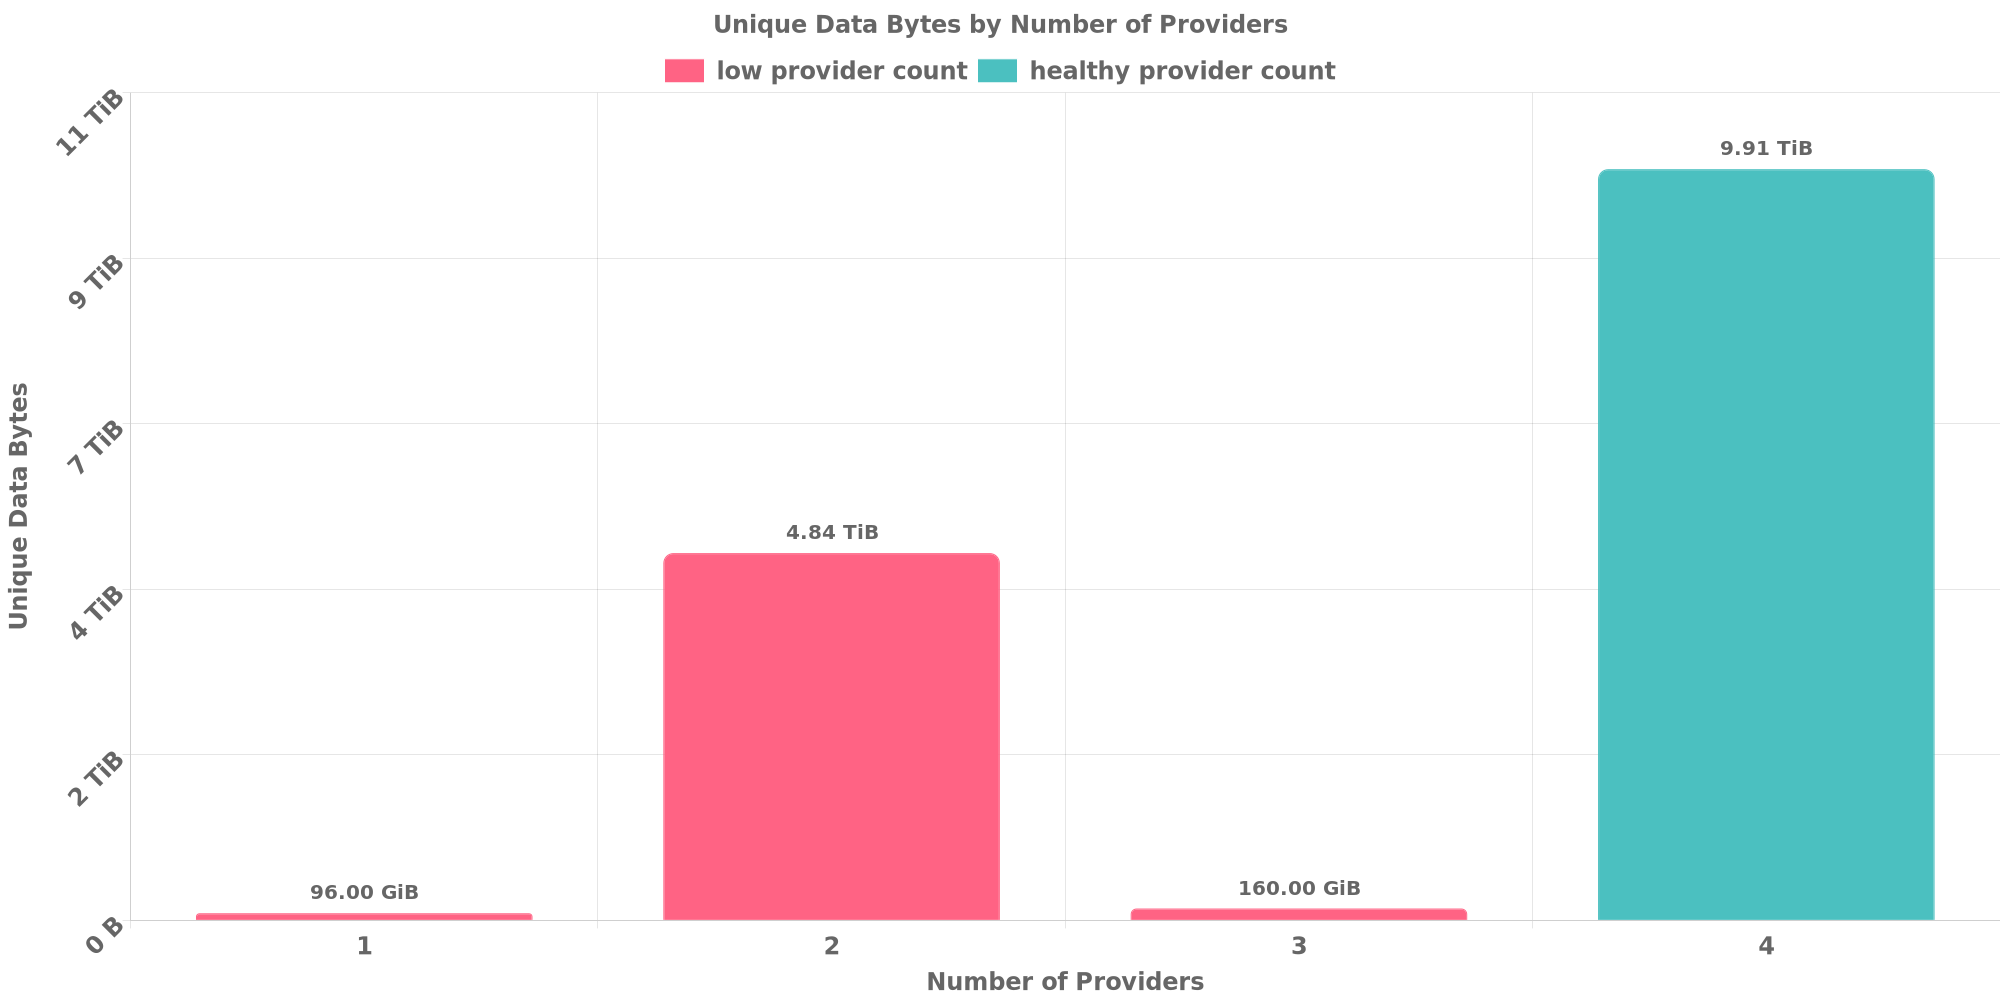 Unique Data Bytes by Number of Providers
low provider count
healthy provider count
11 TiB
9 TiB
7 TiB
4 TiB
2 TiB
0 B
Unique Data Bytes
96.00 GiB
4.84 TiB
160.00 GiB
9.91 TiB
1
2
3
4
Number of Providers